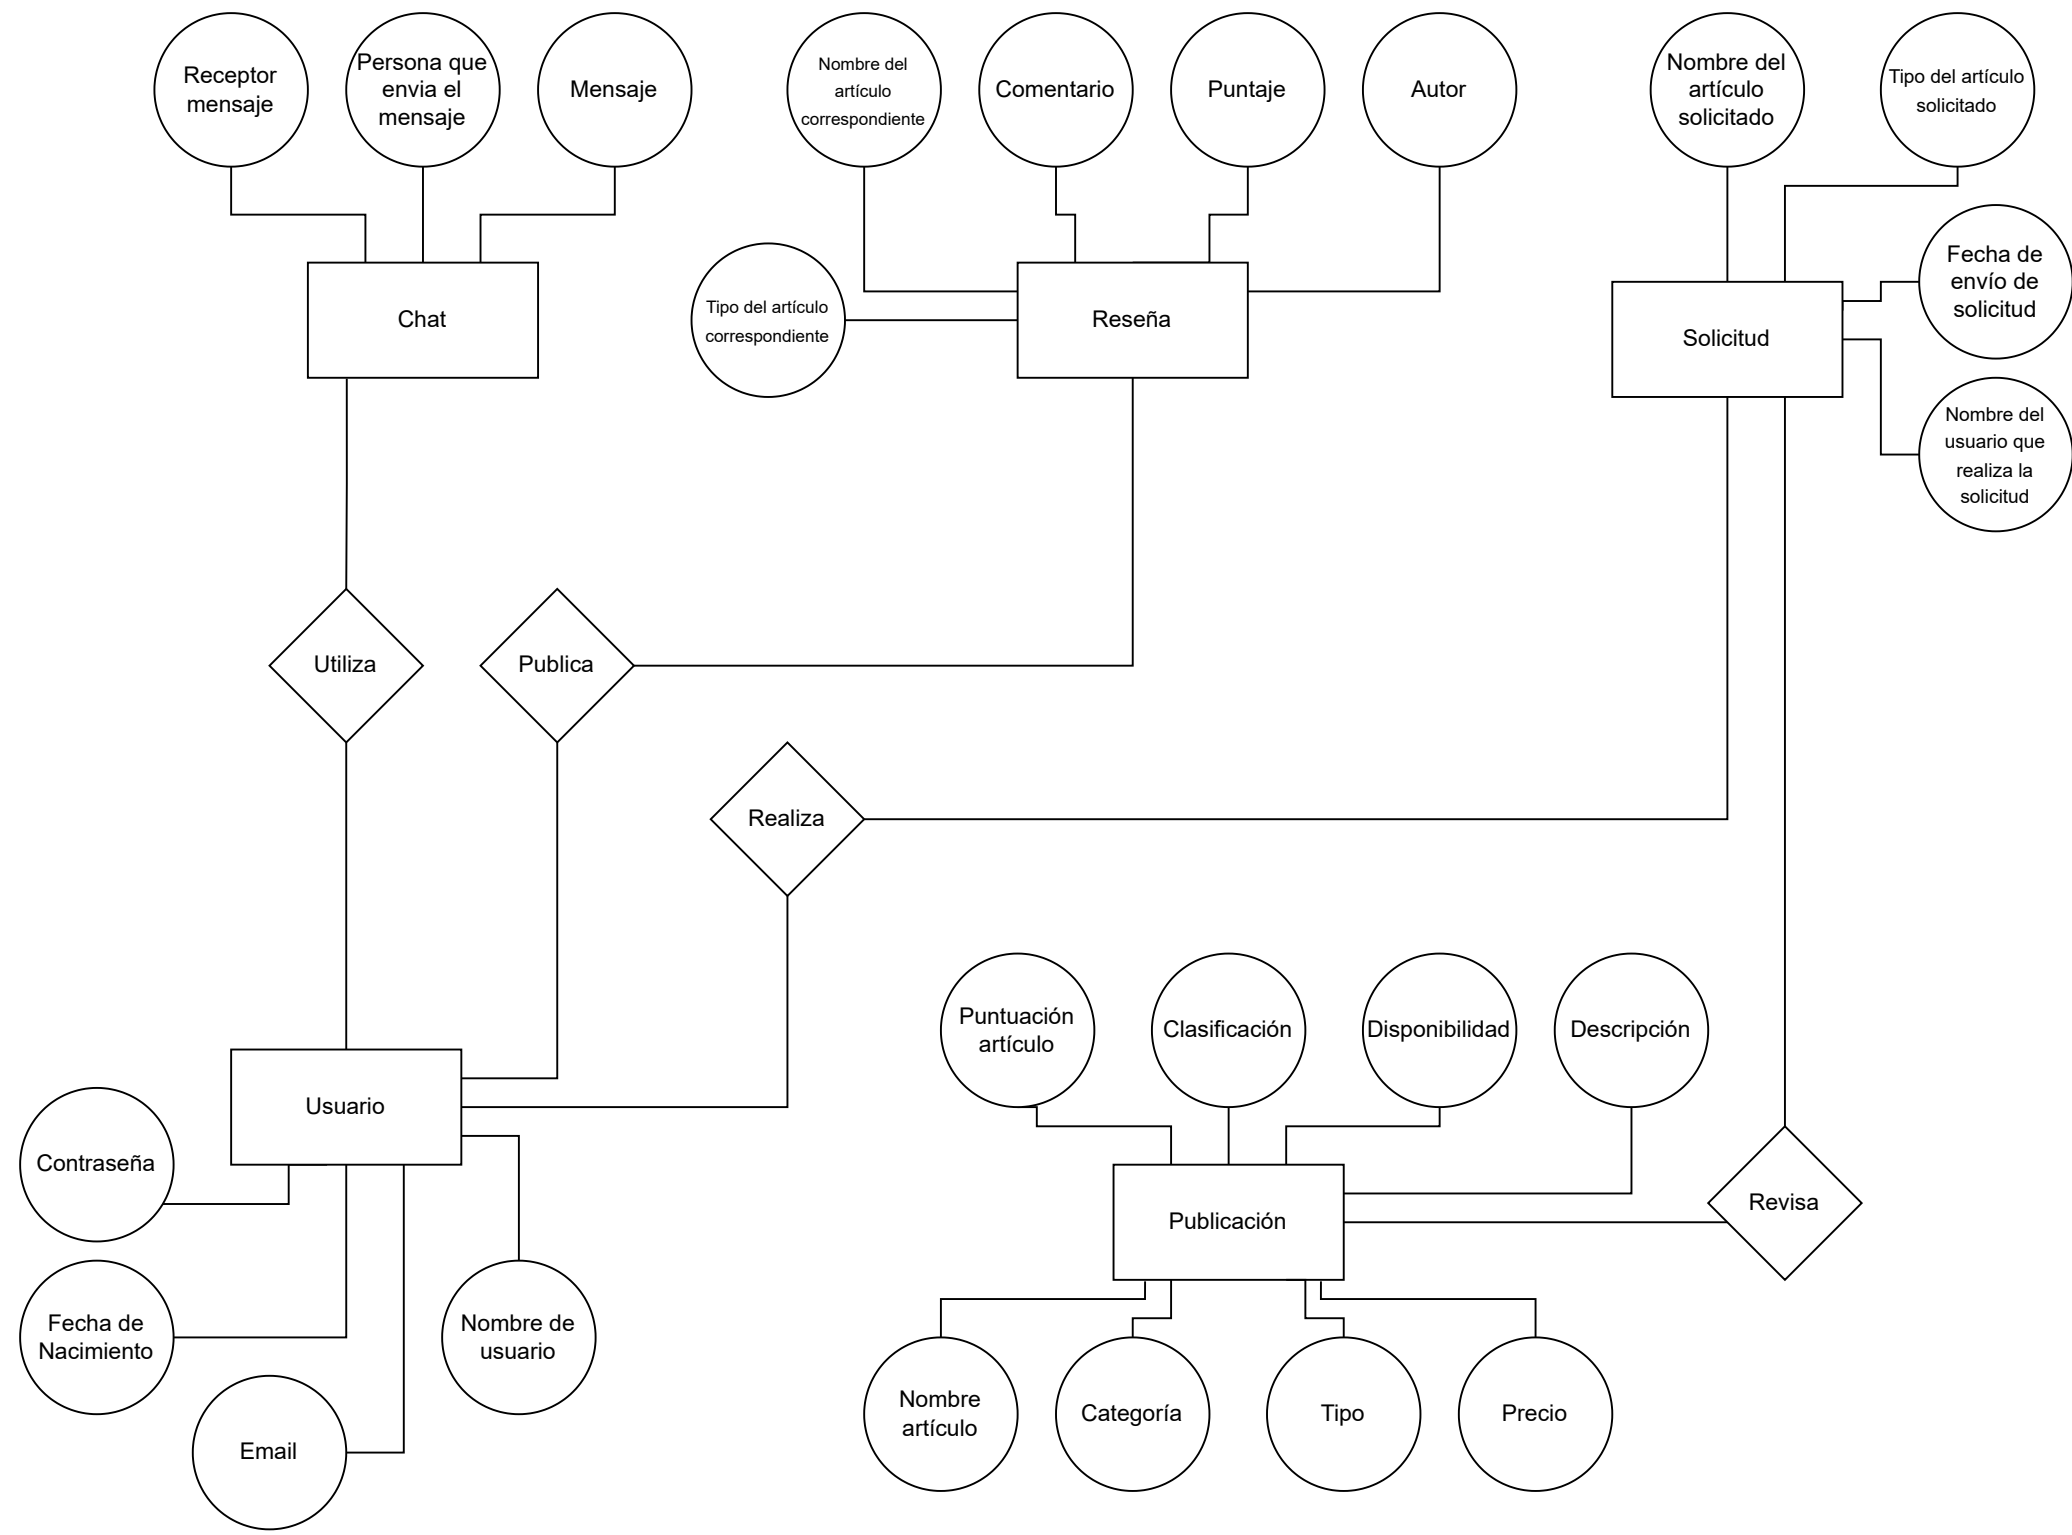 Receptor
mensaje
Persona que
envia el
mensaje
Mensaje
Nombre del
artículo
correspondiente
Comentario
Puntaje
Autor
Nombre del
artículo
solicitado
Tipo del artículo
solicitado
Chat
Tipo del artículo
correspondiente
Reseña
Solicitud
Fecha de
envío de
solicitud
Nombre del
usuario que
realiza la
solicitud
Utiliza
Publica
Realiza
Puntuación
artículo
Clasificación
Disponibilidad
Descripción
Usuario
Contraseña
Publicación
Revisa
Fecha de
Nacimiento
Nombre de
usuario
Email
Nombre
artículo
Categoría
Tipo
Precio